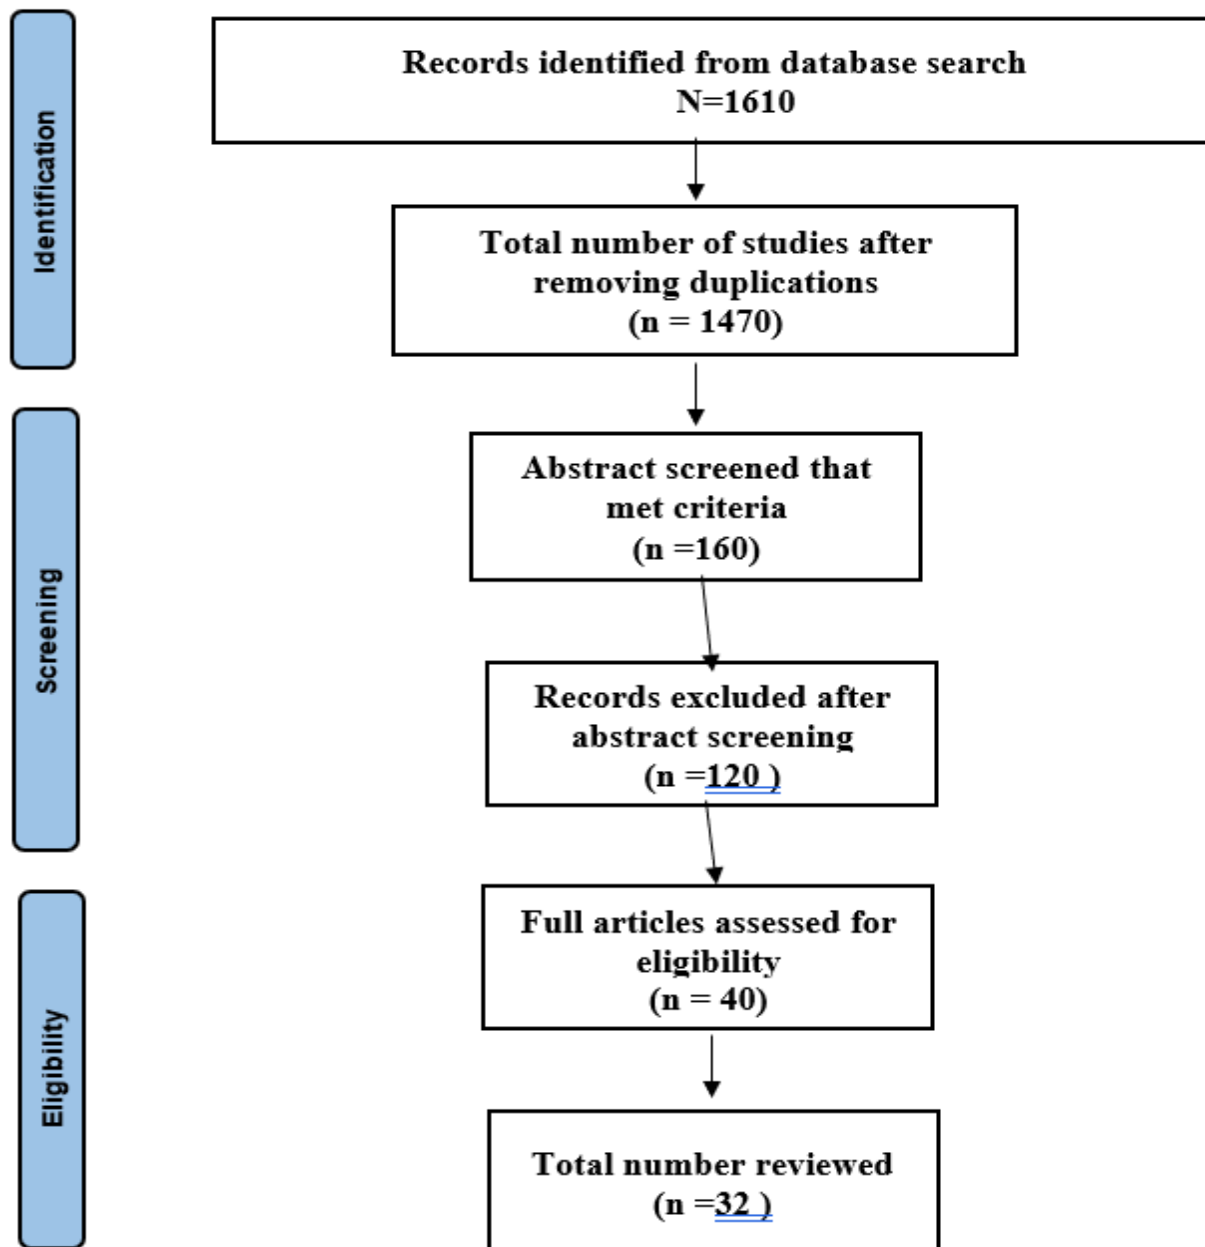 Identification
Records identified from database search
N=1610
Total number of studies after
removing duplications
(n = 1470)
Screening
Abstract screened that
met criteria
(n =160)
Records excluded after
abstract screening
(n =120 )
Eligibility
Full articles assessed for
eligibility
(n = 40)
Total number reviewed
(n =32 )